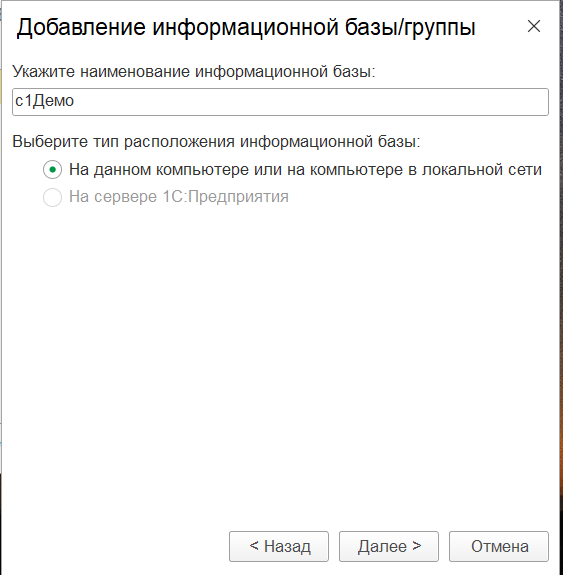 Добавление информационной базы/группы
Укажите наименование информационной базы:
с1Демо
Выберите тип расположения информационной базы:
На данном компьютере или на компьютере в локальной сети
На сервере 1С:Предприятия
< Назад
Далее >
Отмена